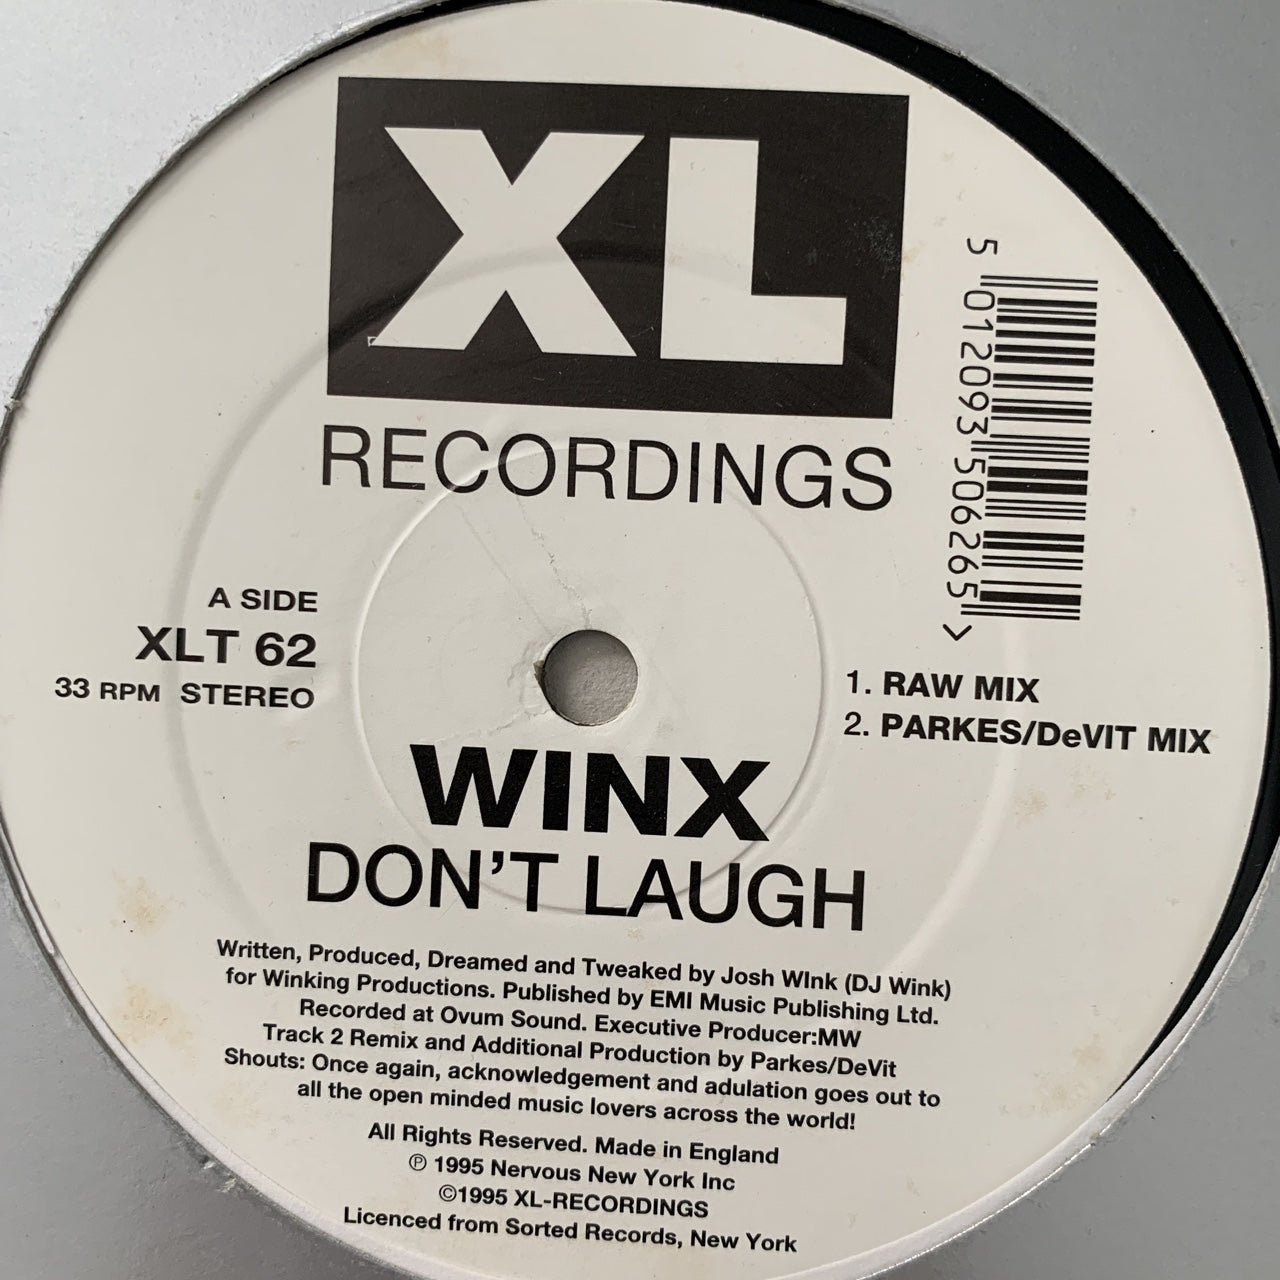 XL
RECORDINGS
5 012093 506265 >
A SIDE
XLT 62
33 RPM STEREO
1. RAW MIX
2. PARKES/DeVIT MIX
WINX
DON'T LAUGH
Written, Produced, Dreamed and Tweaked by Josh WInk (DJ Wink)
for Winking Productions. Published by EMI Music Publishing Ltd.
Recorded at Ovum Sound. Executive Producer:MW
Track 2 Remix and Additional Production by Parkes/DeVit
Shouts: Once again, acknowledgement and adulation goes out to
all the open minded music lovers across the world!
All Rights Reserved. Made in England
℗ 1995 Nervous New York Inc
©1995 XL-RECORDINGS
Licenced from Sorted Records, New York